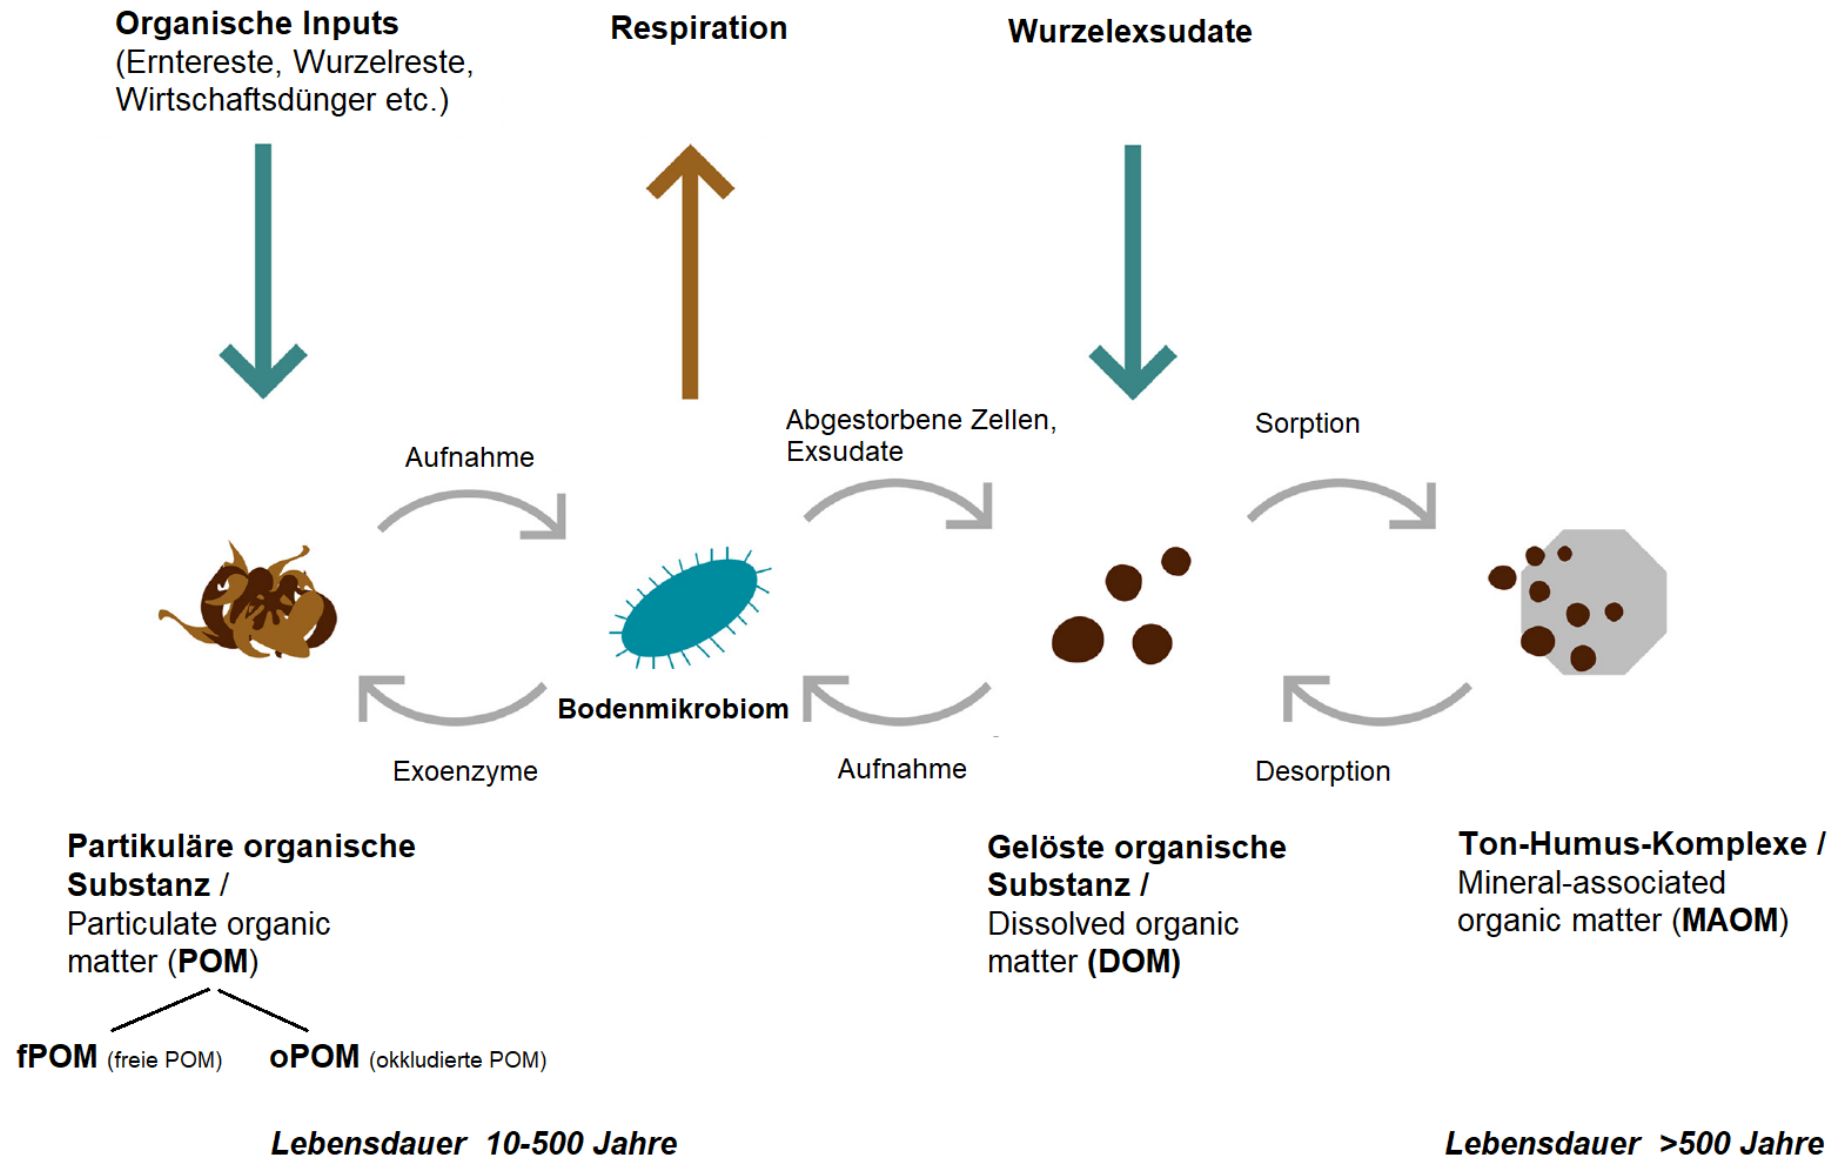 Organische Inputs
(Erntereste, Wurzelreste,
Wirtschaftsdünger etc.)
Respiration
Wurzelexsudate
Aufnahme
Abgestorbene Zellen,
Exsudate
Sorption
Bodenmikrobiom
Exoenzyme
Aufnahme
Desorption
Partikuläre organische
Substanz /
Particulate organic
matter (POM)
Gelöste organische
Substanz /
Dissolved organic
matter (DOM)
Ton-Humus-Komplexe /
Mineral-associated
organic matter (MAOM)
fPOM (freie POM)
oPOM (okkludierte POM)
Lebensdauer 10-500 Jahre
Lebensdauer >500 Jahre